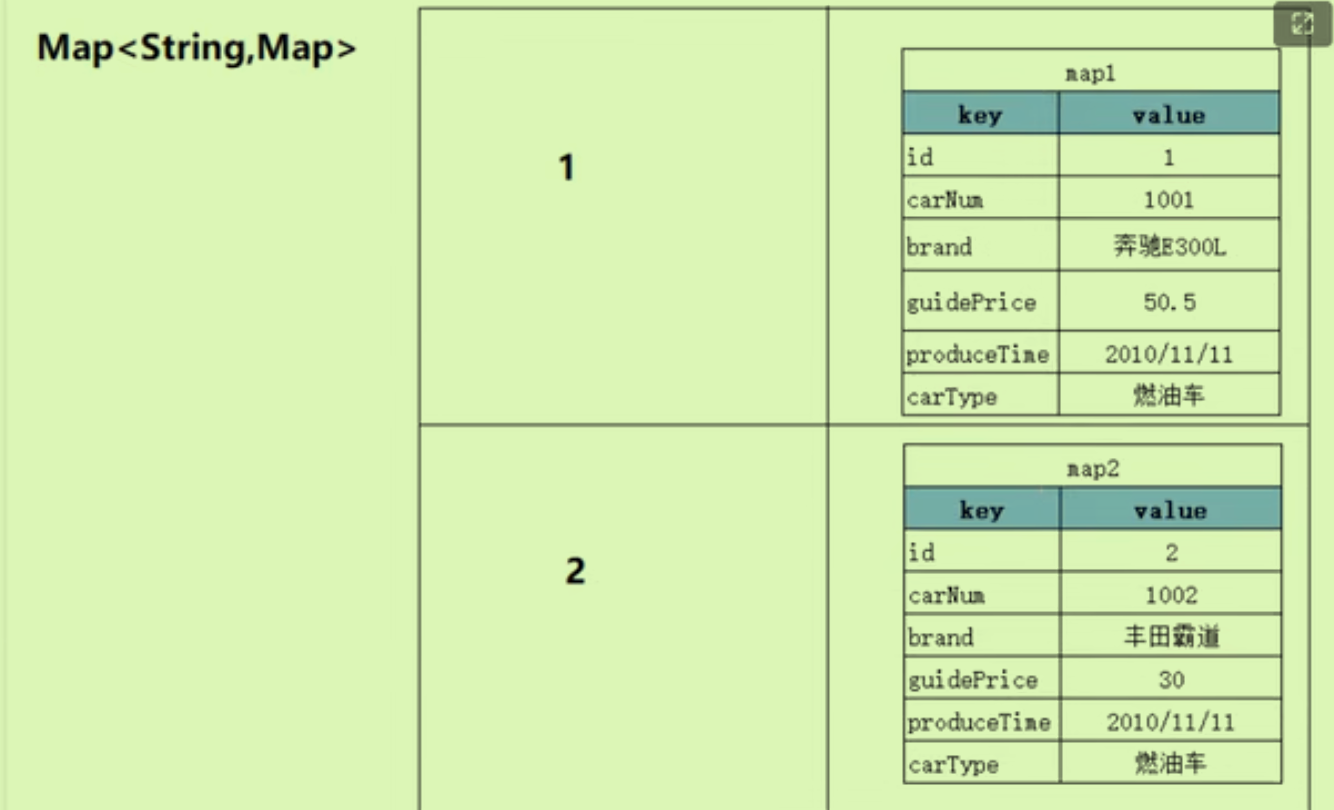 Map<String,Map>
1
map1
key value
id 1
carNum 1001
brand 奔驰E300L
guidePrice 50.5
produceTime 2010/11/11
carType 燃油车
2
map2
key value
id 2
carNum 1002
brand 丰田霸道
guidePrice 30
produceTime 2010/11/11
carType 燃油车